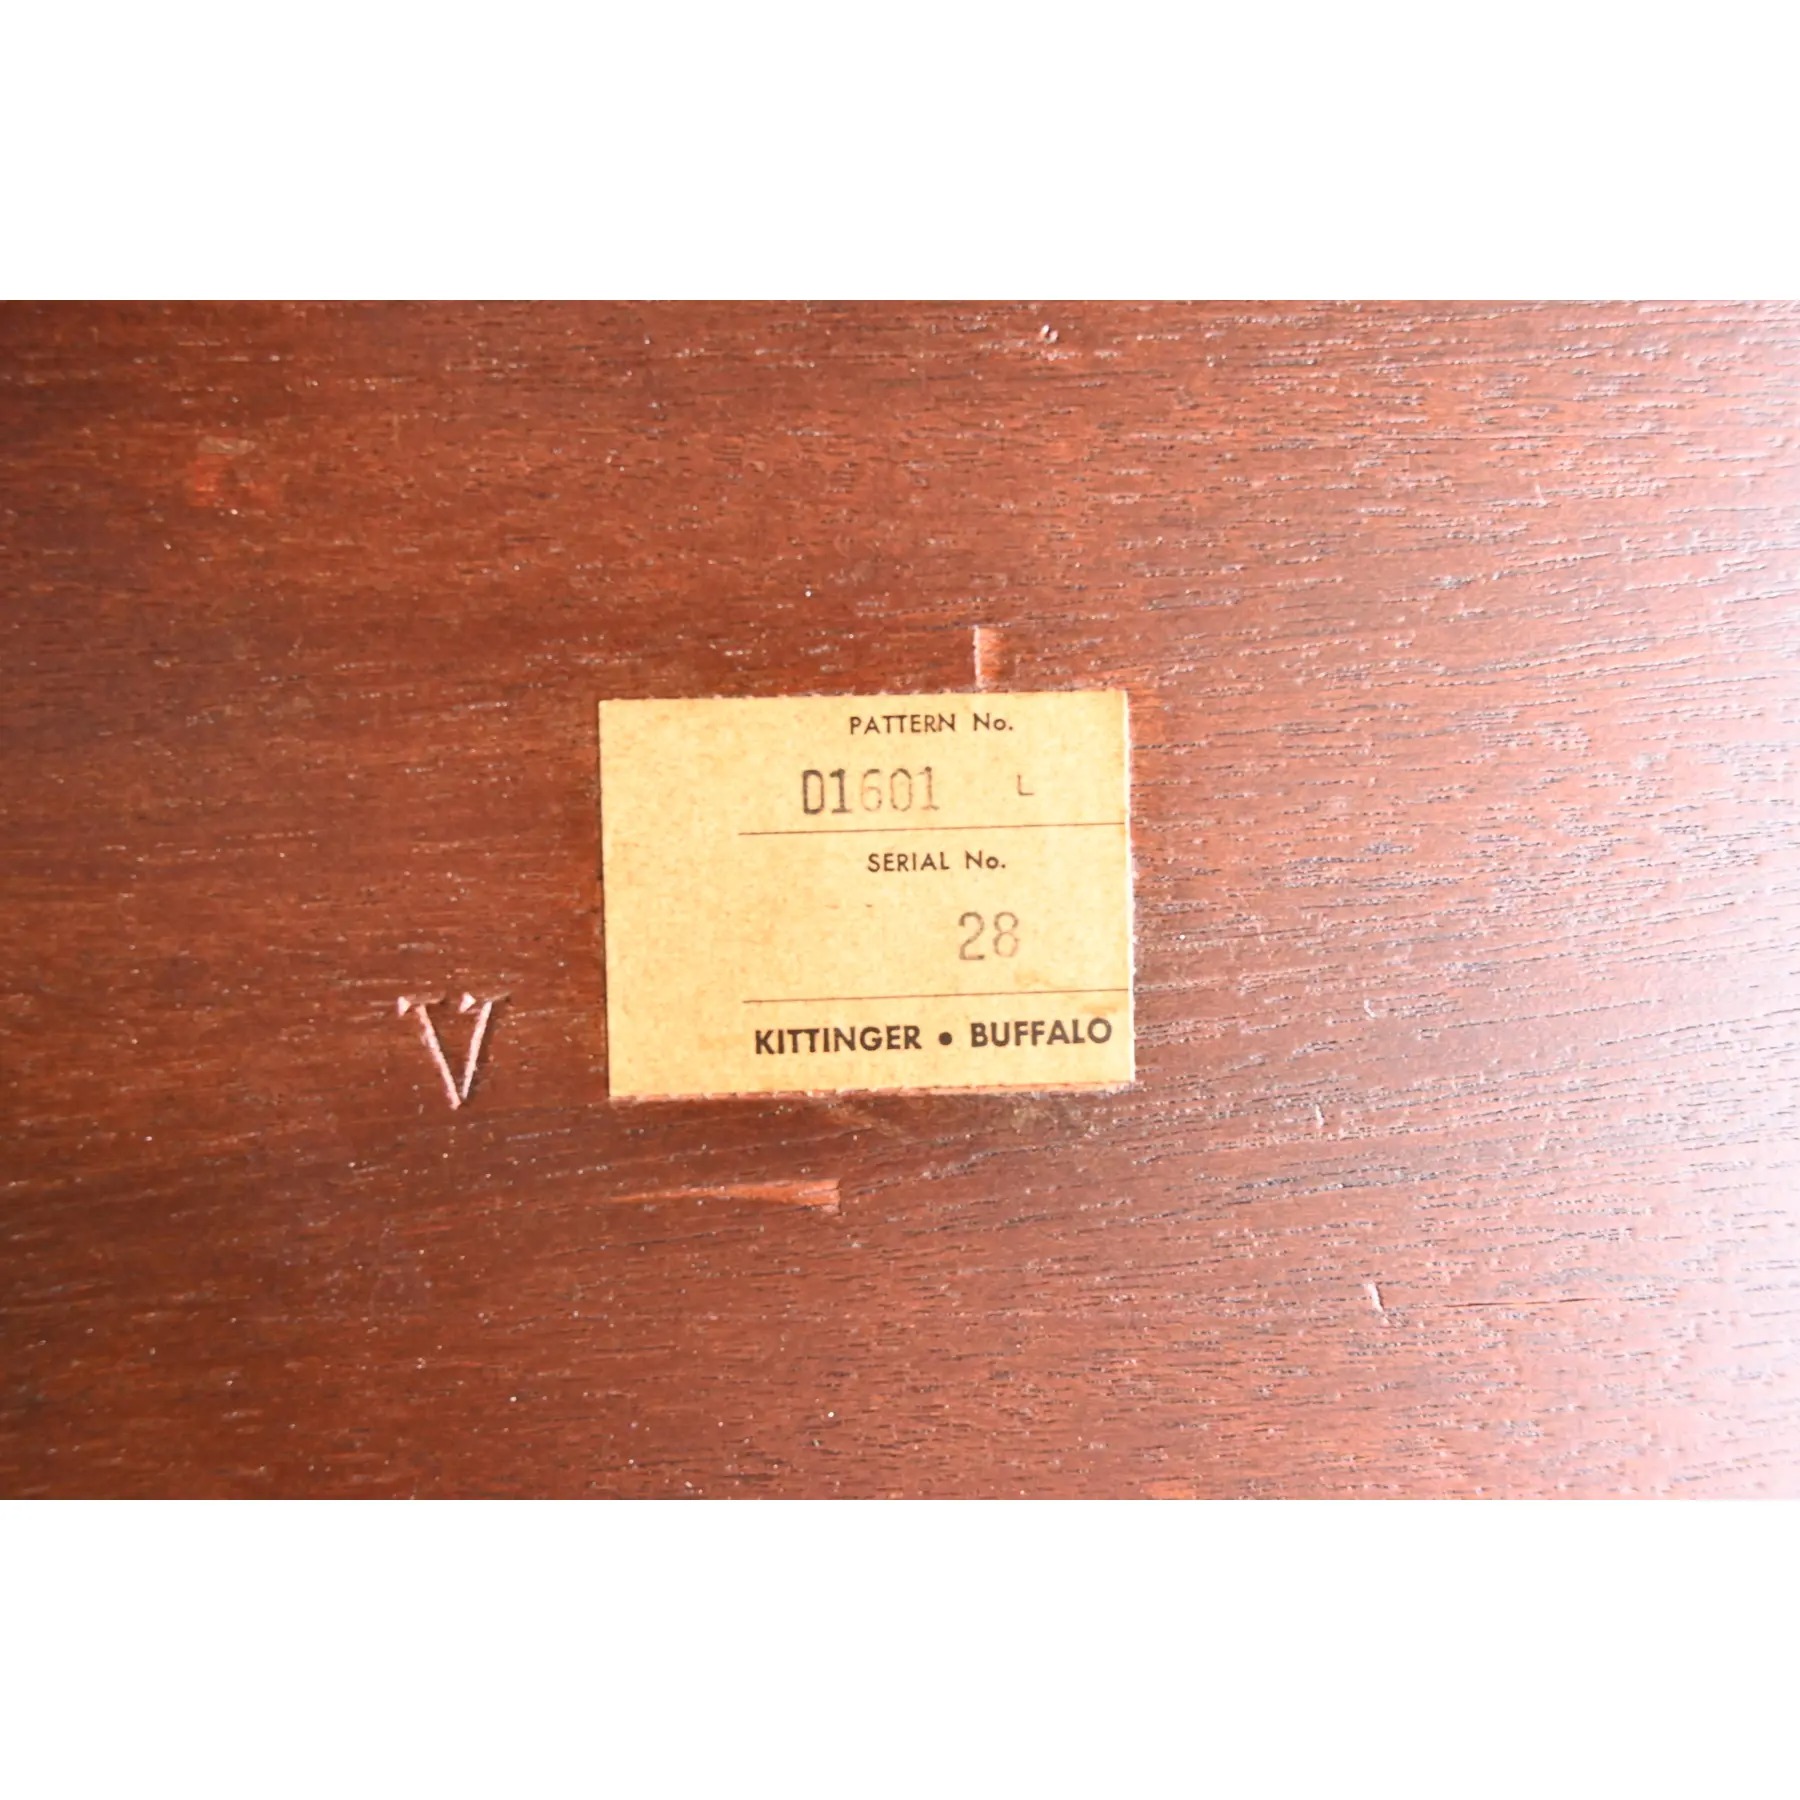 PATTERN No.
D1601 L
SERIAL No.
28
KITTINGER • BUFFALO
V